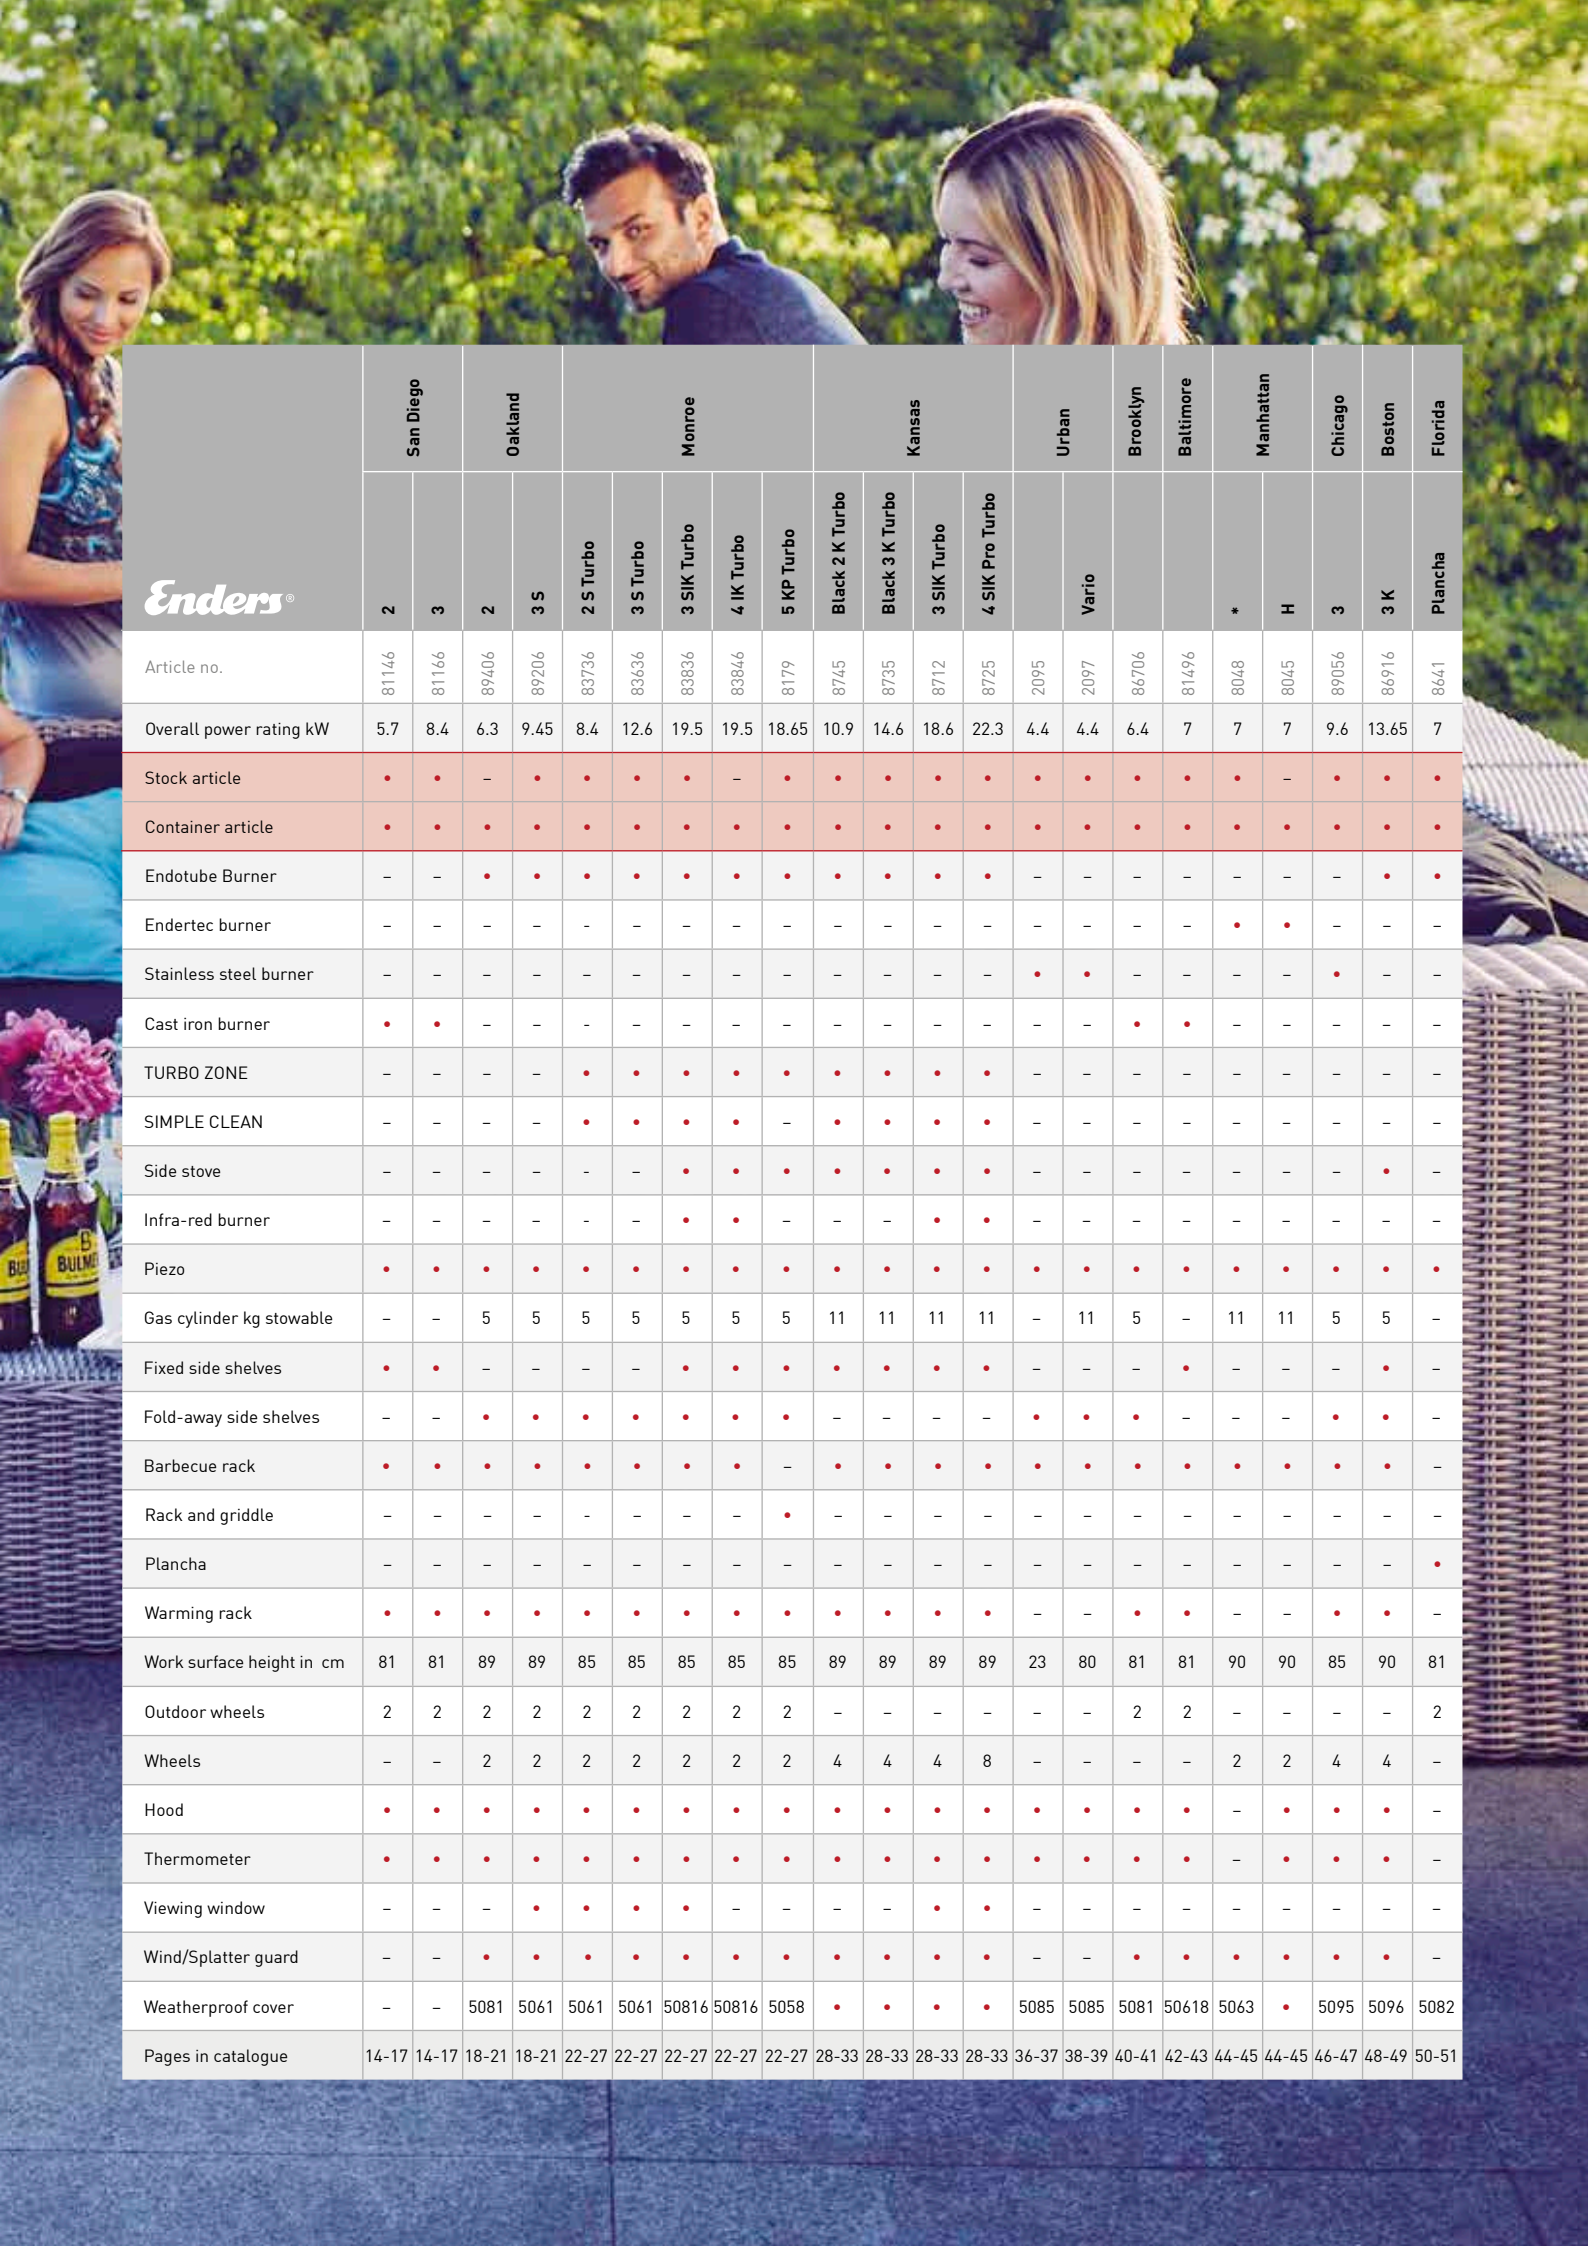 San Diego Oakland Monroe Kansas Urban Brooklyn Baltimore Manhattan Chicago Boston Florida
Enders® 2 3 2 3 S 2 S Turbo 3 S Turbo 3 SIK Turbo 4 IK Turbo 5 KP Turbo Black 2 K Turbo Black 3 K Turbo 3 SIK Turbo 4 SIK Pro Turbo Vario * H 3 3 K Plancha
Article no. 81146 81166 89406 89206 83736 83636 83836 83846 8179 8745 8735 8712 8725 2095 2097 86706 81496 8048 8045 89056 86916 8641
Overall power rating kW 5.7 8.4 6.3 9.45 8.4 12.6 19.5 19.5 18.65 10.9 14.6 18.6 22.3 4.4 4.4 6.4 7 7 7 9.6 13.65 7
Stock article • • – • • • • – • • • • • • • • • • – • • •
Container article • • • • • • • • • • • • • • • • • • • • • •
Endotube Burner – – • • • • • • • • • • • – – – – – – – • •
Endertec burner – – – – - – – – – – – – – – – – – • • – – –
Stainless steel burner – – – – – – – – – – – – – • • – – – – • – –
Cast iron burner • • – – - – – – – – – – – – – • • – – – – –
TURBO ZONE – – – – • • • • • • • • • – – – – – – – – –
SIMPLE CLEAN – – – – • • • • – • • • • – – – – – – – – –
Side stove – – – – - – • • • • • • • – – – – – – – • –
Infra-red burner – – – – - – • • – – – • • – – – – – – – – –
Piezo • • • • • • • • • • • • • • • • • • • • • •
Gas cylinder kg stowable – – 5 5 5 5 5 5 5 11 11 11 11 – 11 5 – 11 11 5 5 –
Fixed side shelves • • – – – – • • • • • • • – – – • – – – • –
Fold-away side shelves – – • • • • • • • – – – – • • • – – – • • –
Barbecue rack • • • • • • • • – • • • • • • • • • • • • –
Rack and griddle – – – – - – – – • – – – – – – – – – – – – –
Plancha – – – – – – – – – – – – – – – – – – – – – •
Warming rack • • • • • • • • • • • • • – – • • – – • • –
Work surface height in cm 81 81 89 89 85 85 85 85 85 89 89 89 89 23 80 81 81 90 90 85 90 81
Outdoor wheels 2 2 2 2 2 2 2 2 2 – – – – – – 2 2 – – – – 2
Wheels – – 2 2 2 2 2 2 2 4 4 4 8 – – – – 2 2 4 4 –
Hood • • • • • • • • • • • • • • • • • – • • • –
Thermometer • • • • • • • • • • • • • • • • • – • • • –
Viewing window – – – • • • • – – – – • • – – – – – – – – –
Wind/Splatter guard – – • • • • • • • • • • • – – • • • • • • –
Weatherproof cover – – 5081 5061 5061 5061 50816 50816 5058 • • • • 5085 5085 5081 50618 5063 • 5095 5096 5082
Pages in catalogue 14-17 14-17 18-21 18-21 22-27 22-27 22-27 22-27 22-27 28-33 28-33 28-33 28-33 36-37 38-39 40-41 42-43 44-45 44-45 46-47 48-49 50-51